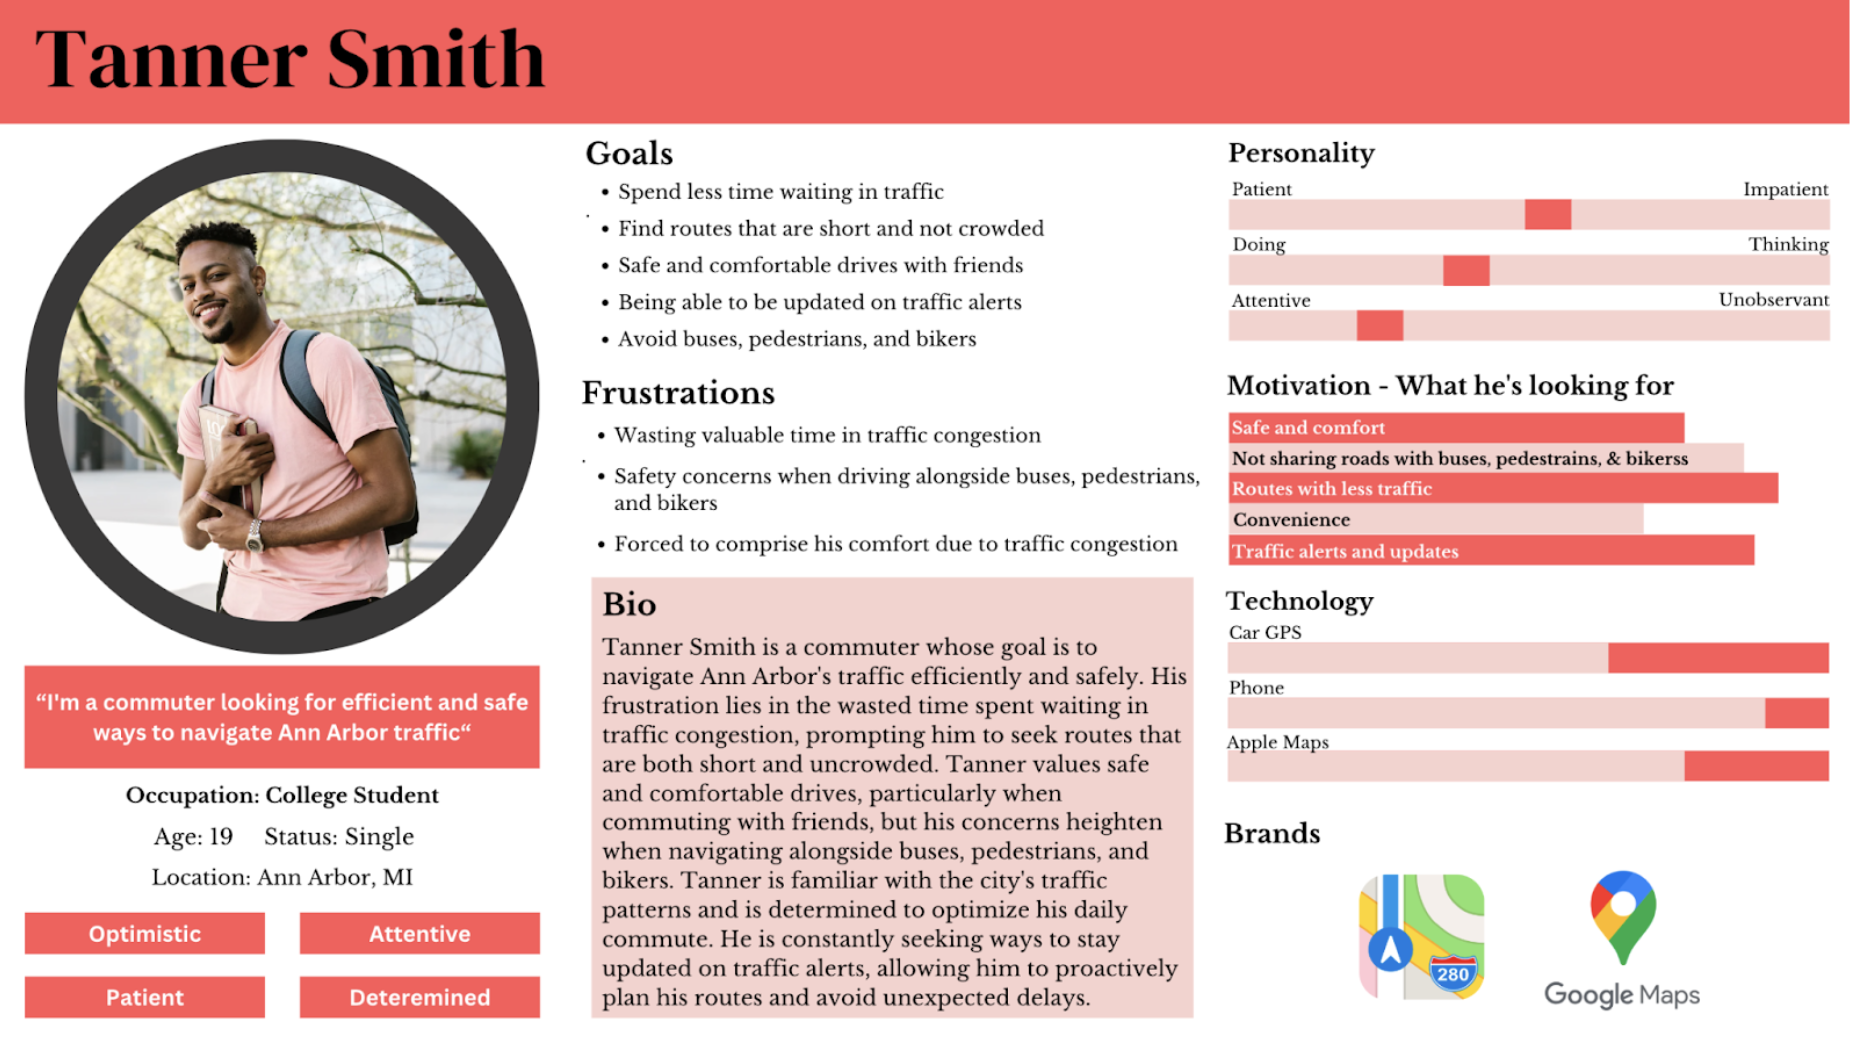 Tanner Smith
“I'm a commuter looking for efficient and safe
ways to navigate Ann Arbor traffic“
Occupation: College Student
Age: 19 Status: Single
Location: Ann Arbor, MI
Optimistic
Attentive
Patient
Deteremined
Goals
• Spend less time waiting in traffic
• Find routes that are short and not crowded
• Safe and comfortable drives with friends
• Being able to be updated on traffic alerts
• Avoid buses, pedestrians, and bikers
Frustrations
• Wasting valuable time in traffic congestion
• Safety concerns when driving alongside buses, pedestrians,
and bikers
• Forced to comprise his comfort due to traffic congestion
Bio
Tanner Smith is a commuter whose goal is to
navigate Ann Arbor's traffic efficiently and safely. His
frustration lies in the wasted time spent waiting in
traffic congestion, prompting him to seek routes that
are both short and uncrowded. Tanner values safe
and comfortable drives, particularly when
commuting with friends, but his concerns heighten
when navigating alongside buses, pedestrians, and
bikers. Tanner is familiar with the city's traffic
patterns and is determined to optimize his daily
commute. He is constantly seeking ways to stay
updated on traffic alerts, allowing him to proactively
plan his routes and avoid unexpected delays.
Personality
Patient Impatient
Doing Thinking
Attentive Unobservant
Motivation - What he's looking for
Safe and comfort
Not sharing roads with buses, pedestrains, & bikerss
Routes with less traffic
Convenience
Traffic alerts and updates
Technology
Car GPS
Phone
Apple Maps
Brands
280
Google Maps